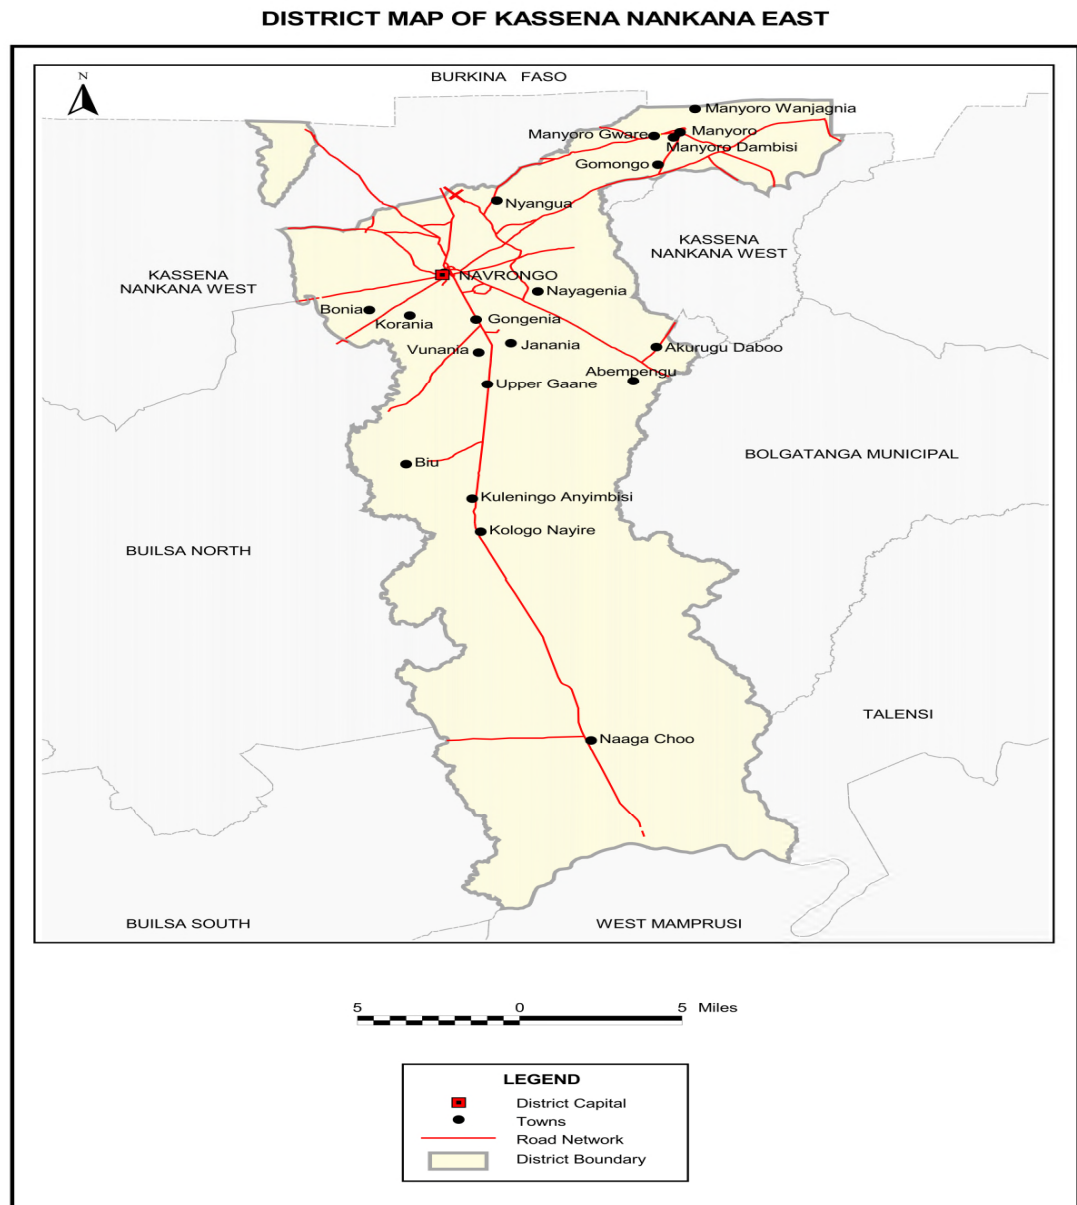 DISTRICT MAP OF KASSENA NANKANA EAST
N
BURKINA FASO
Manyoro Wanjagnia
Manyoro Gware
Manyoro
Manyoro Dambisi
Gomongo
Nyangua
KASSENA
NANKANA WEST
KASSENA
NANKANA WEST
NAVRONGO
Nayagenia
Bonia
Korania
Gongenia
Janania
Vunania
Akurugu Daboo
Abempengu
Upper Gaane
BOLGATANGA MUNICIPAL
Biu
Kuleningo Anyimbisi
Kologo Nayire
BUILSA NORTH
TALENSI
Naaga Choo
BUILSA SOUTH
WEST MAMPRUSI
5 0 5 Miles
LEGEND
District Capital
Towns
Road Network
District Boundary